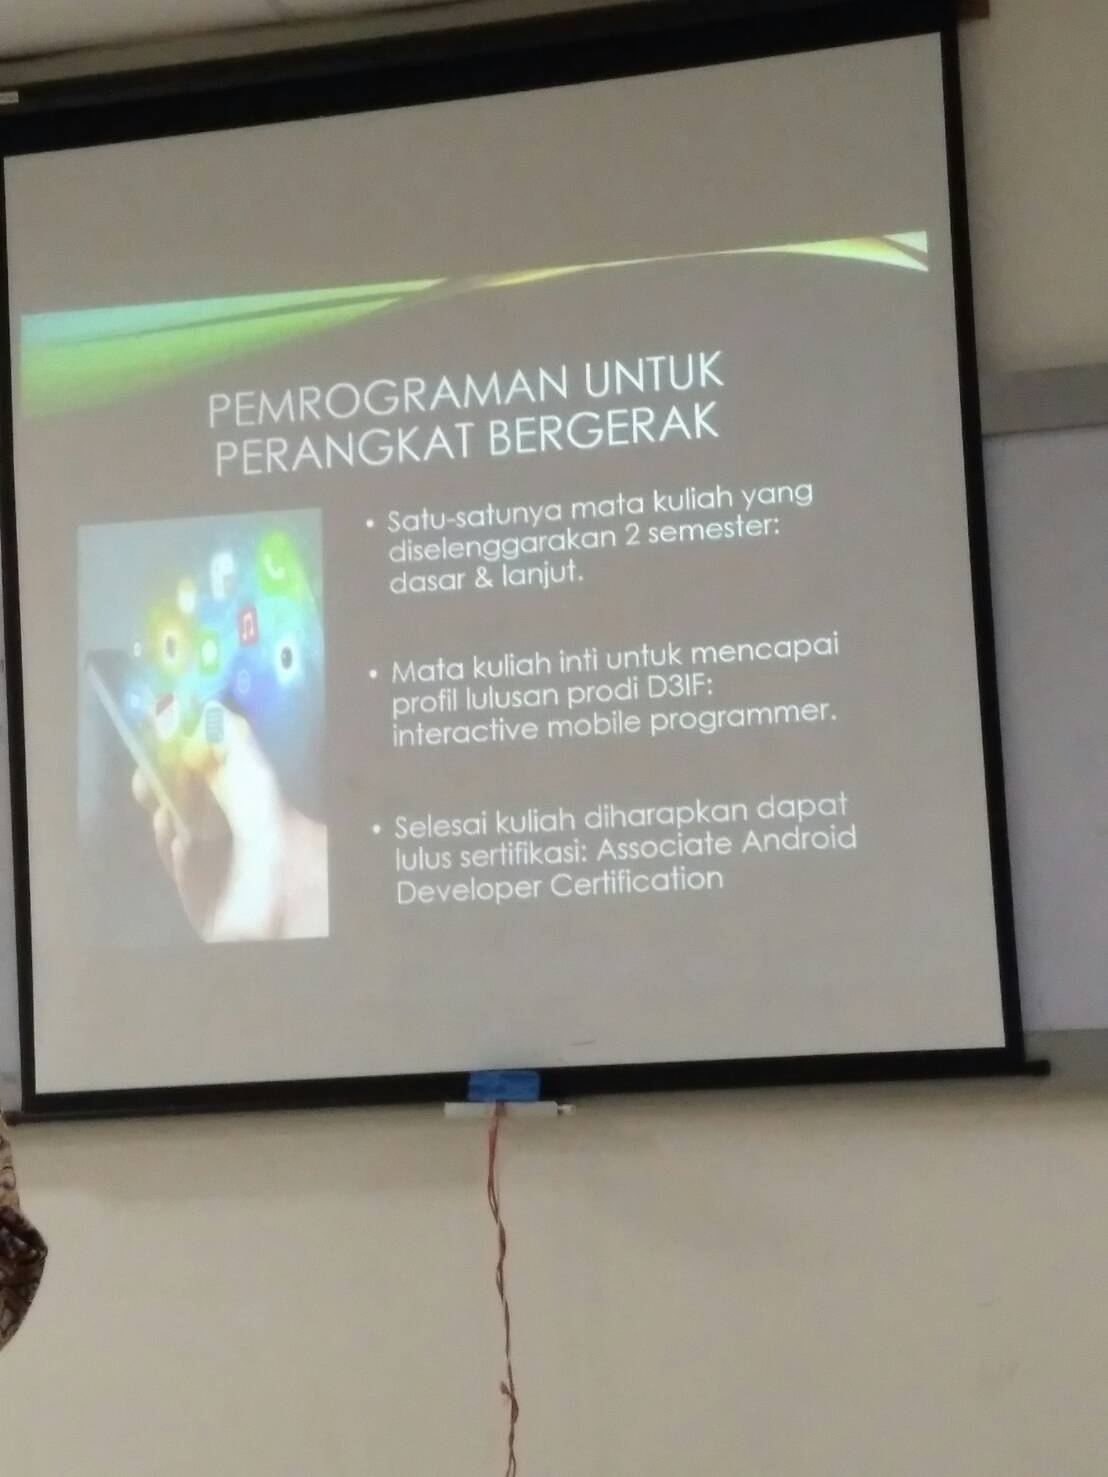 PEMROGRAMAN UNTUK
PERANGKAT BERGERAK
• Satu-satunya mata kuliah yang
diselenggarakan 2 semester:
dasar & lanjut.
• Mata kuliah inti untuk mencapai
profil lulusan prodi D3IF:
interactive mobile programmer.
• Selesai kuliah diharapkan dapat
lulus sertifikasi: Associate Android
Developer Certification